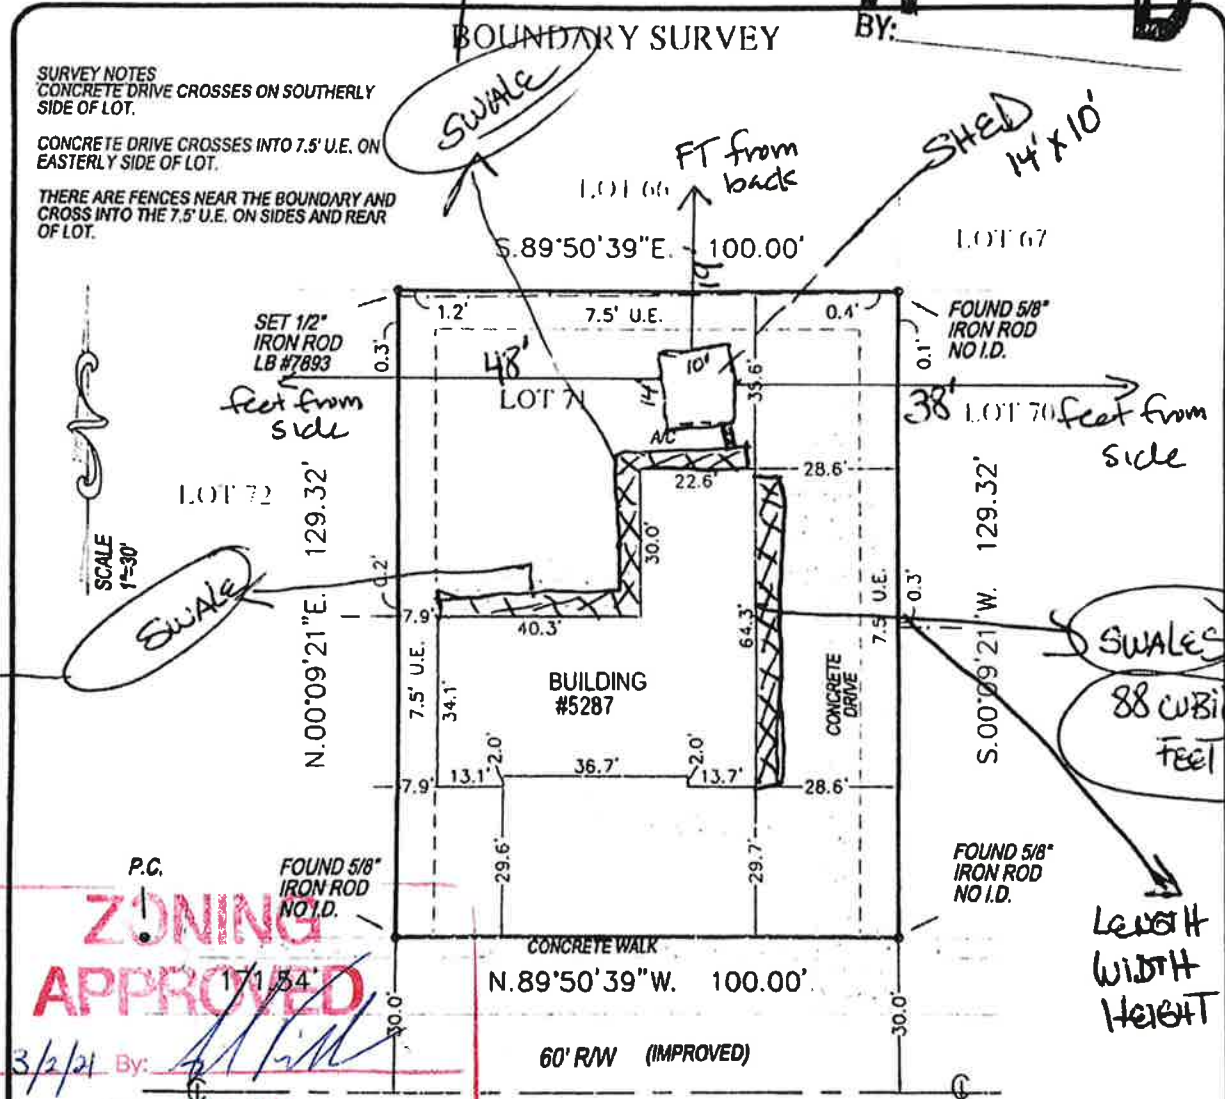 BOUNDARY SURVEY
BY:
SURVEY NOTES
CONCRETE DRIVE CROSSES ON SOUTHERLY
SIDE OF LOT.
CONCRETE DRIVE CROSSES INTO 7.5' U.E. ON
EASTERLY SIDE OF LOT.
THERE ARE FENCES NEAR THE BOUNDARY AND
CROSS INTO THE 7.5' U.E. ON SIDES AND REAR
OF LOT.
SWALE
SHED
14' X 10'
FT from
back
LOT 66
LOT 67
S.89°50'39"E. 100.00'
19
SET 1/2"
IRON ROD
LB #7893
0.3'
1.2'
7.5' U.E.
0.4'
0.1'
FOUND 5/8"
IRON ROD
NO I.D.
48'
feet from
side
LOT 71
10'
14'
35.6'
38'
LOT 70
feet from
side
A/C
22.6'
28.6'
LOT 72
N.00°09'21"E. 129.32'
SCALE
1"=30'
30.0'
S.00°09'21"W. 129.32'
0.2'
0.3'
SWALE
7.9'
40.3'
64.3'
7.5' U.E.
SWALES
88 CUBI
FEET
7.5' U.E.
34.1'
BUILDING
#5287
CONCRETE
DRIVE
7.9'
13.1'
2.0'
36.7'
2.0'
13.7'
28.6'
29.6'
29.7'
P.C.
FOUND 5/8"
IRON ROD
NO I.D.
FOUND 5/8"
IRON ROD
NO I.D.
LENGTH
WIDTH
HEIGHT
ZONING
APPROVED
171.54'
CONCRETE WALK
N.89°50'39"W. 100.00'
30.0'
30.0'
3/2/21 By:
60' R/W (IMPROVED)